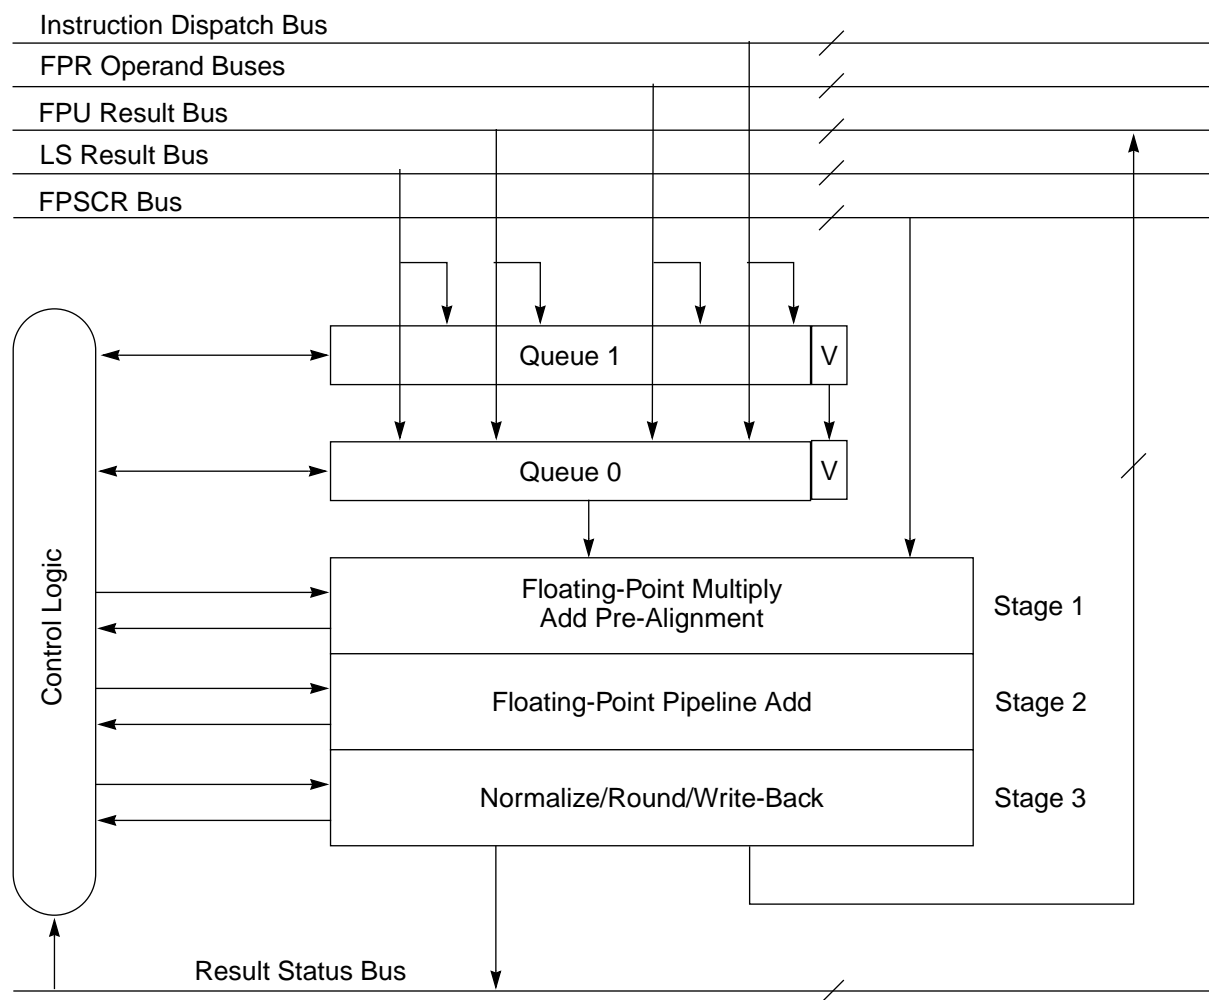 Instruction Dispatch Bus
FPR Operand Buses
FPU Result Bus
LS Result Bus
FPSCR Bus
Queue 1
V
Queue 0
V
Control Logic
Floating-Point Multiply
Add Pre-Alignment
Stage 1
Floating-Point Pipeline Add
Stage 2
Normalize/Round/Write-Back
Stage 3
Result Status Bus